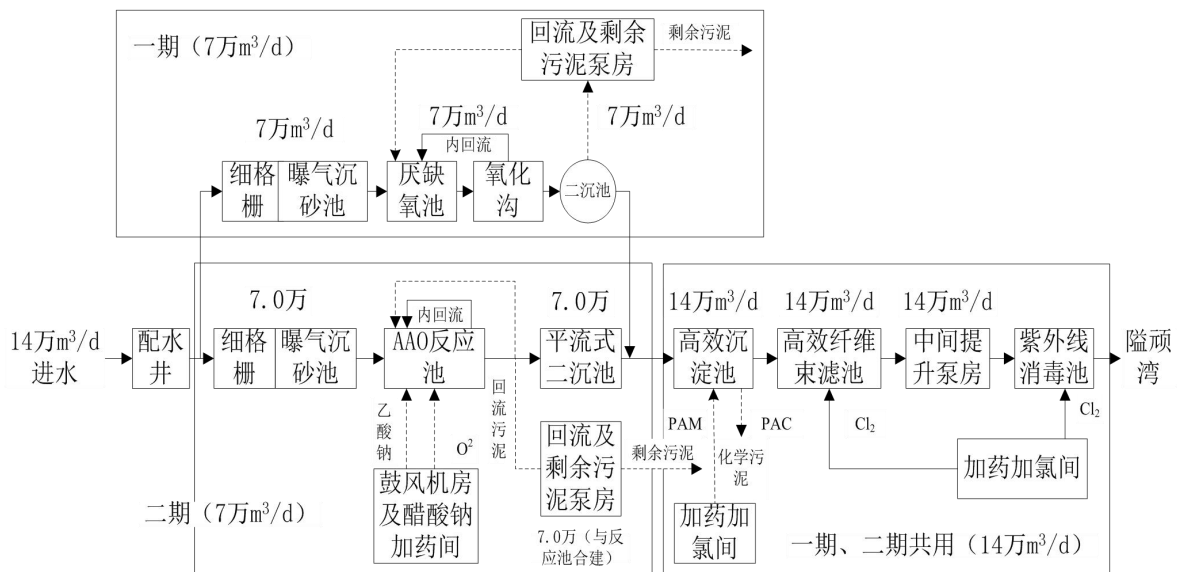 一期（7万m³/d）
回流及剩余
污泥泵房
剩余污泥
7万m³/d
7万m³/d
7万m³/d
内回流
细格
栅
曝气沉
砂池
厌缺
氧池
氧化
沟
二沉池
14万m³/d
进水
配水
井
7.0万
细格
栅
曝气沉
砂池
内回流
AAO反应
池
7.0万
平流式
二沉池
14万m³/d
高效沉
淀池
14万m³/d
高效纤维
束滤池
14万m³/d
中间提
升泵房
紫外线
消毒池
隘顽
湾
乙
酸
钠
O²
回
流
污
泥
回流及
剩余污
泥泵房
剩余污泥
PAM
PAC
化学污
泥
Cl₂
Cl₂
加药加氯间
鼓风机房
及醋酸钠
加药间
加药加
氯间
7.0万（与反
应池合建）
二期（7万m³/d）
一期、二期共用（14万m³/d）